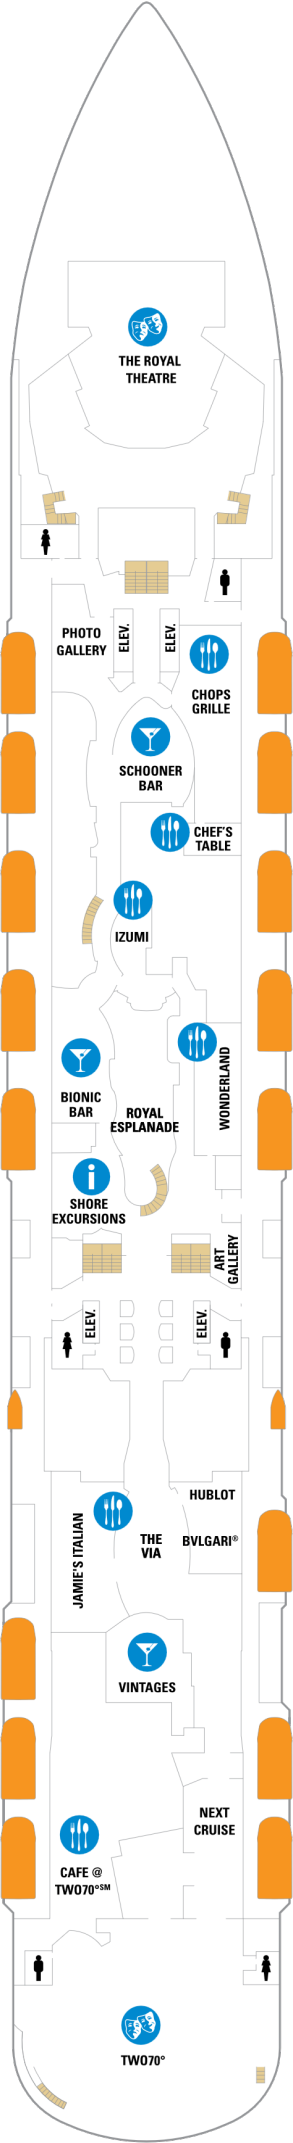 THE ROYAL
THEATRE
PHOTO
GALLERY
ELEV.
ELEV.
CHOPS
GRILLE
SCHOONER
BAR
CHEF'S
TABLE
IZUMI
BIONIC
BAR
ROYAL
ESPLANADE
WONDERLAND
SHORE
EXCURSIONS
ART
GALLERY
ELEV.
ELEV.
HUBLOT
JAMIE'S ITALIAN
THE
VIA
BVLGARI®
VINTAGES
NEXT
CRUISE
CAFE @
TWO70°SM
TWO70°